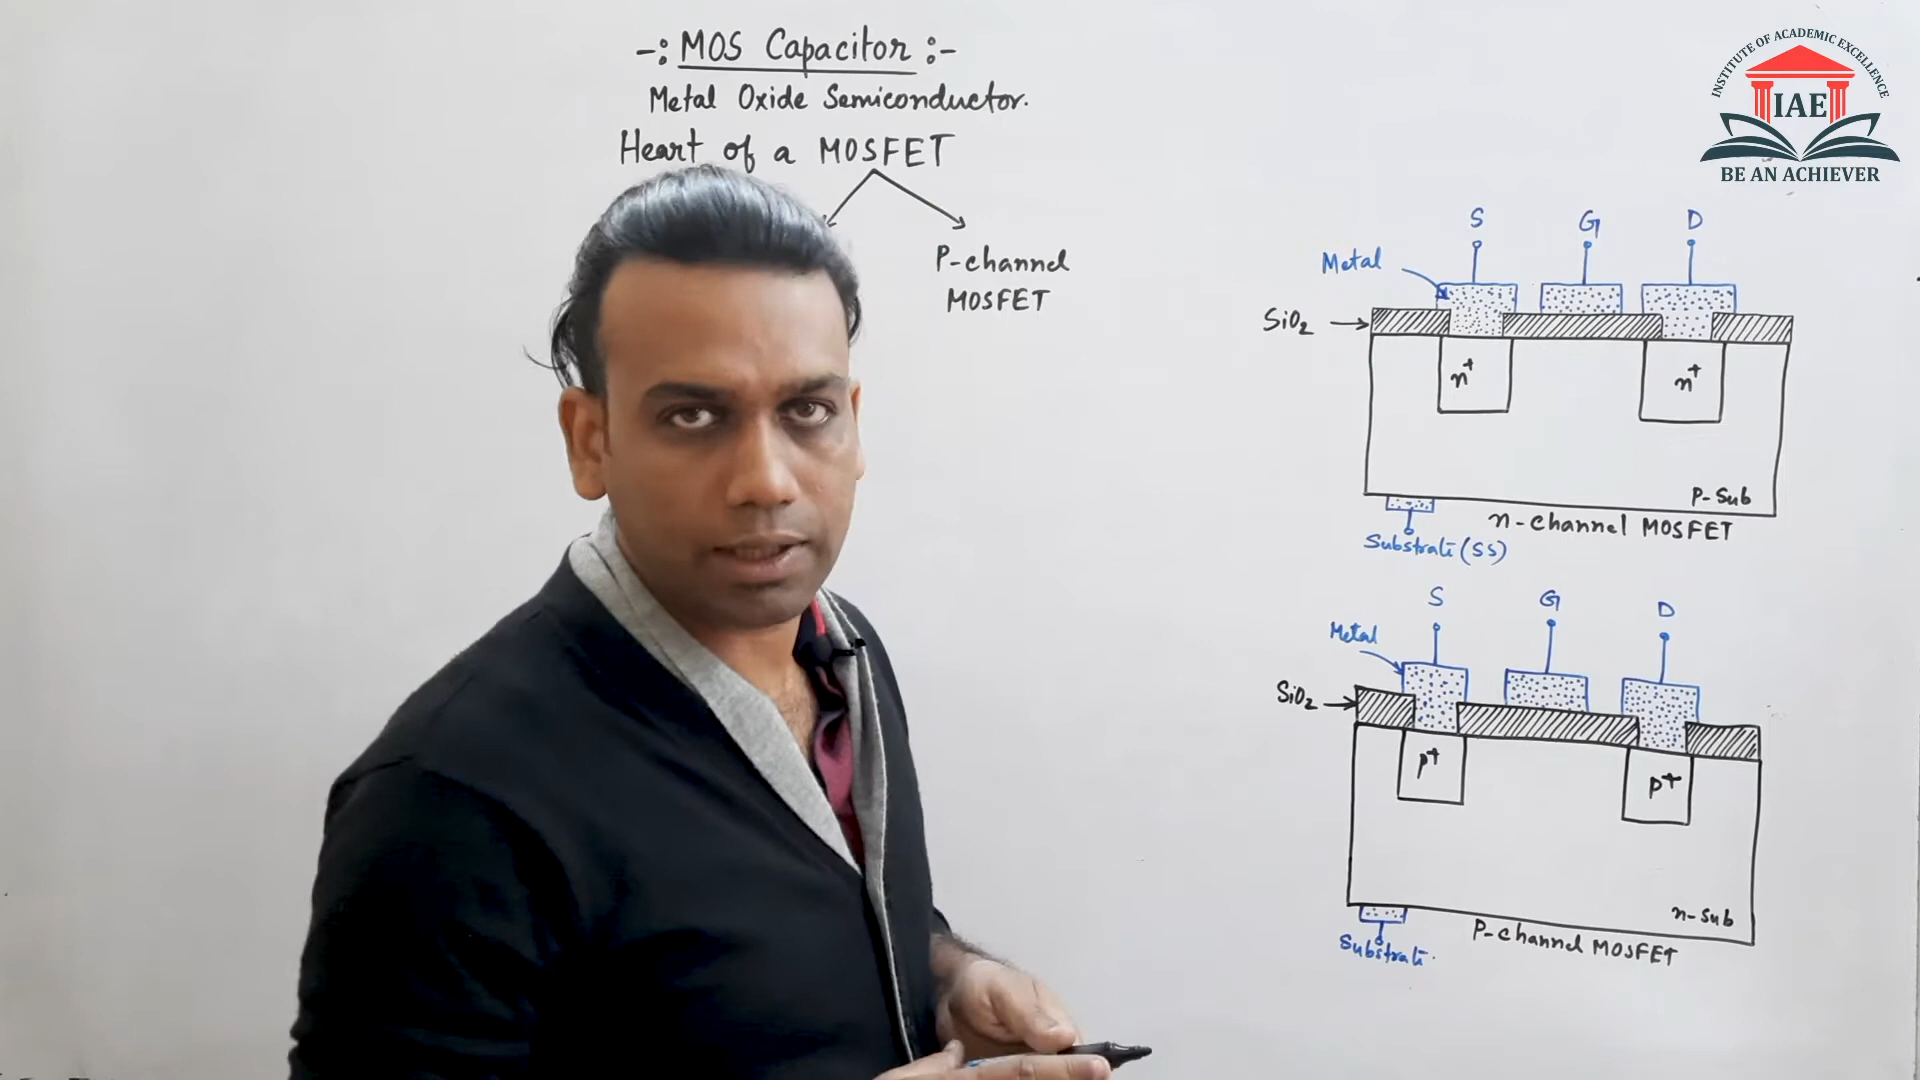 -: MOS Capacitor :-
Metal Oxide Semiconductor.
Heart of a MOSFET
P-channel
MOSFET
INSTITUTE OF ACADEMIC EXCELLENCE
IAE
BE AN ACHIEVER
S G D
Metal
SiO2
n+ n+
P-Sub
n-channel MOSFET
Substrate (SS)
S G D
Metal
SiO2
p+ p+
n-Sub
P-channel MOSFET
Substrate.